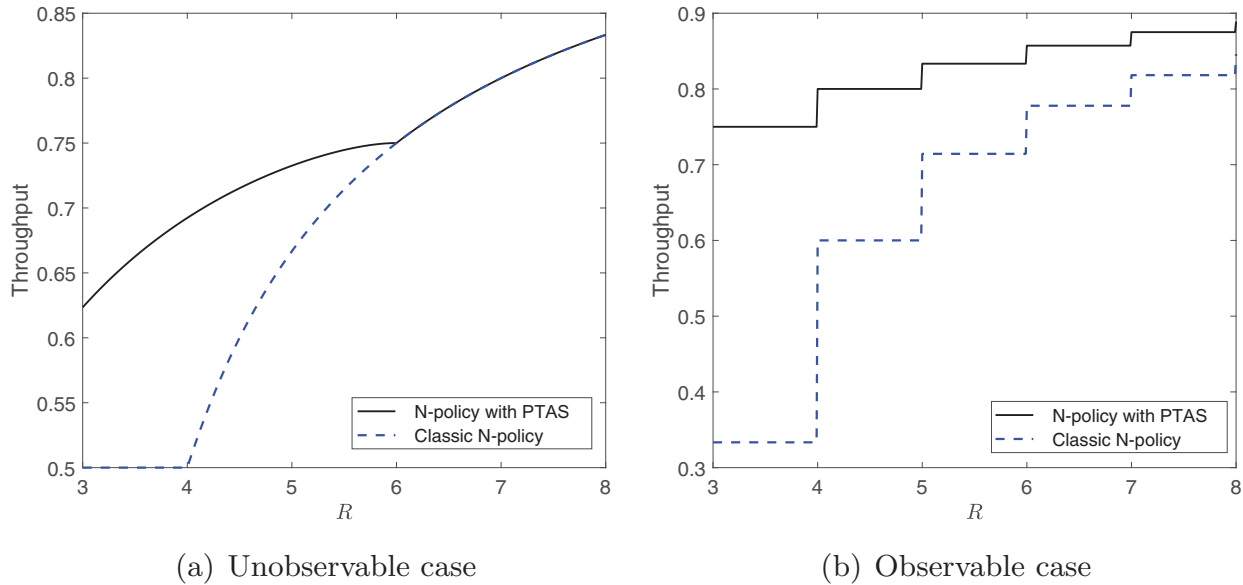 0.85
0.8
0.75
0.7
0.65
0.6
0.55
0.5
Throughput
3 4 5 6 7 8
R
N-policy with PTAS
Classic N-policy
(a) Unobservable case
0.9
0.8
0.7
0.6
0.5
0.4
0.3
Throughput
3 4 5 6 7 8
R
N-policy with PTAS
Classic N-policy
(b) Observable case